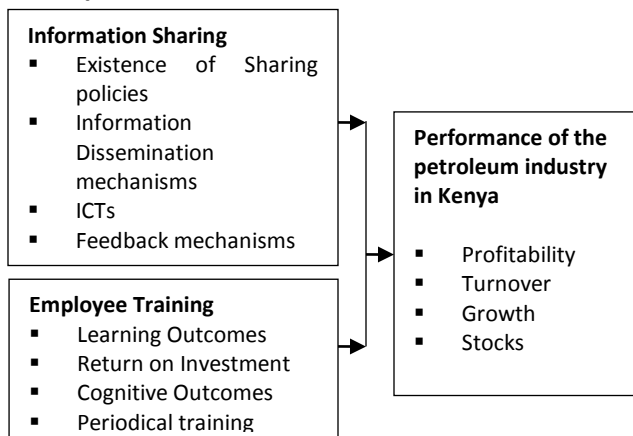 Information Sharing
▪ Existence of Sharing
policies
▪ Information
Dissemination
mechanisms
▪ ICTs
▪ Feedback mechanisms
Employee Training
▪ Learning Outcomes
▪ Return on Investment
▪ Cognitive Outcomes
▪ Periodical training
Performance of the
petroleum industry
in Kenya
▪ Profitability
▪ Turnover
▪ Growth
▪ Stocks